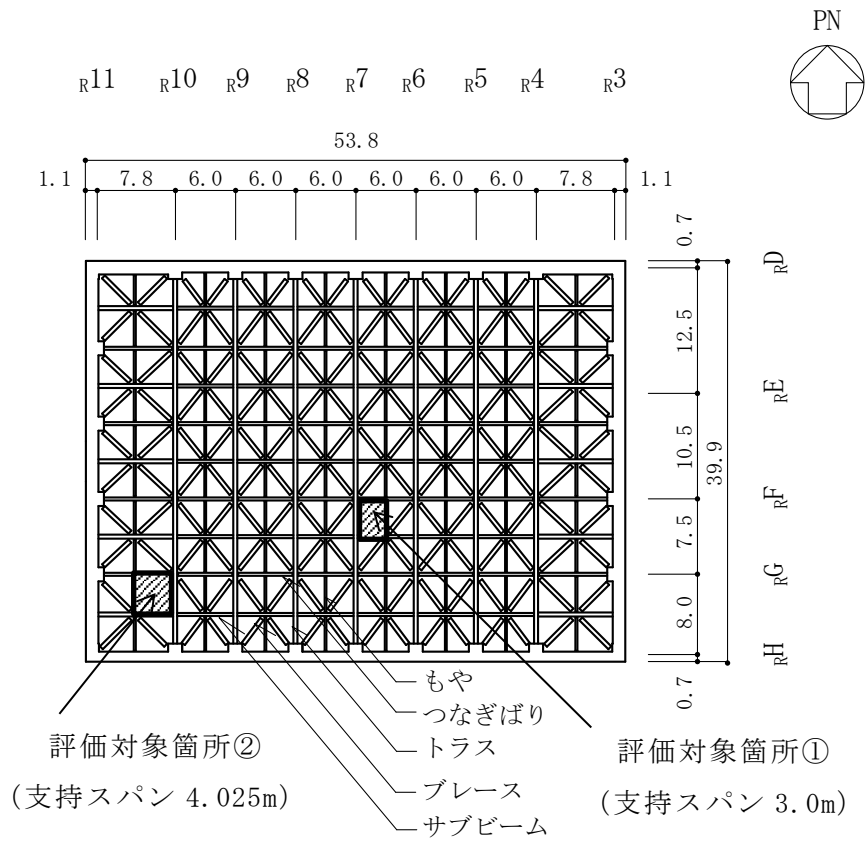 PN
R11 R10 R9 R8 R7 R6 R5 R4 R3
53.8
1.1 7.8 6.0 6.0 6.0 6.0 6.0 6.0 7.8 1.1
0.7
RD
12.5
RE
10.5
39.9
RF
7.5
RG
8.0
RH
0.7
もや
つなぎばり
トラス
ブレース
サブビーム
評価対象箇所②
(支持スパン 4.025m)
評価対象箇所①
(支持スパン 3.0m)